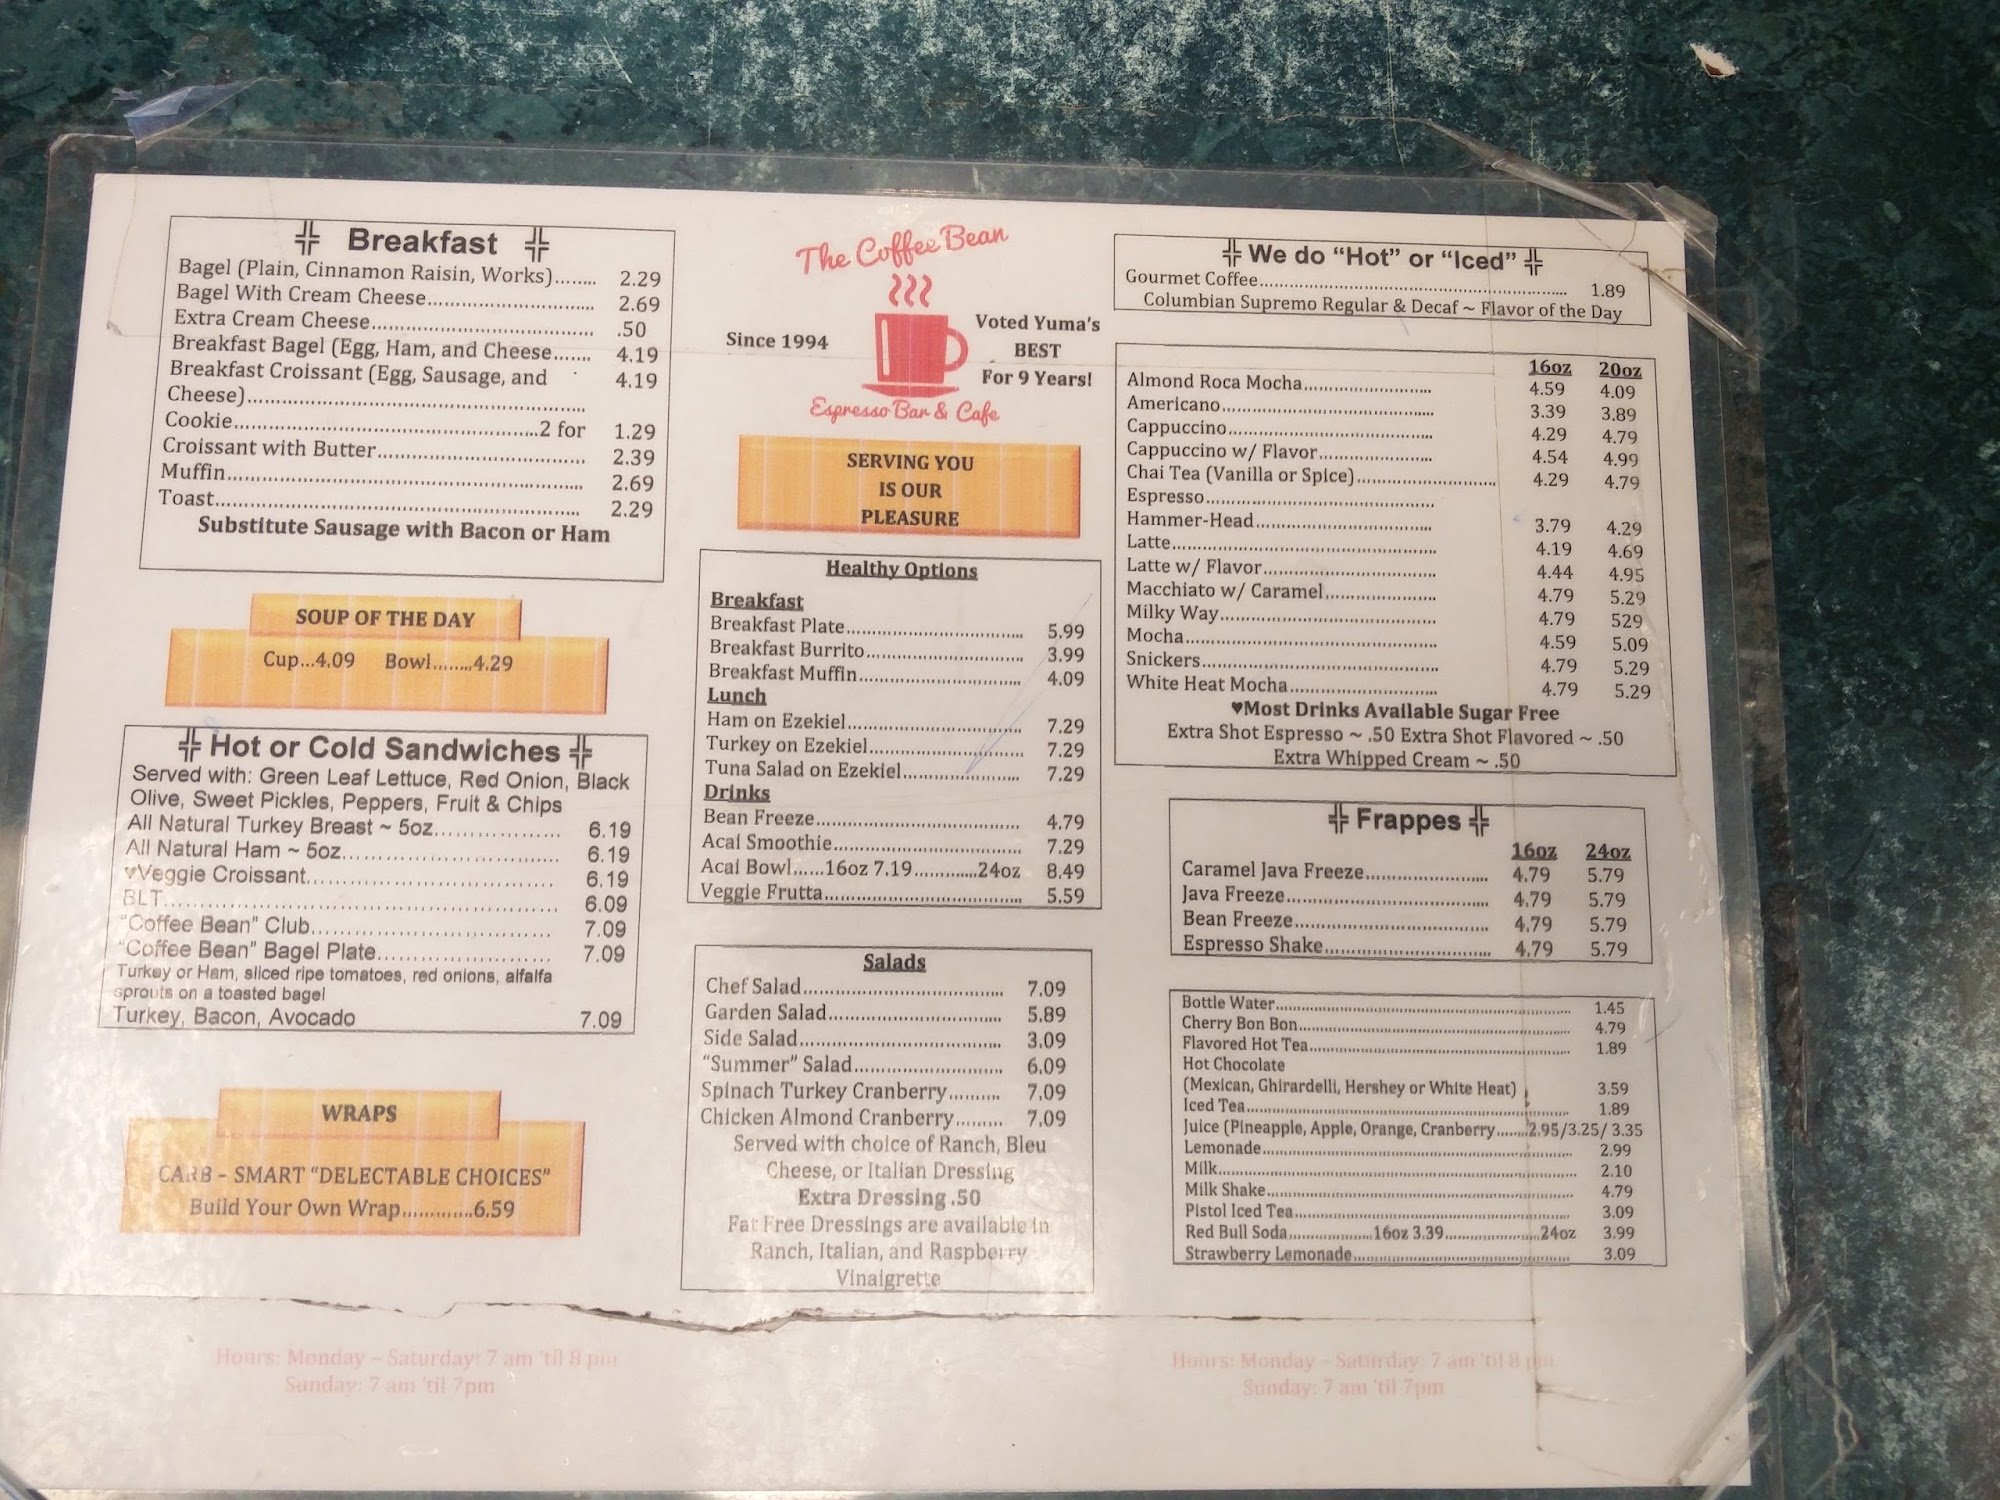 Breakfast
Bagel (Plain, Cinnamon Raisin, Works)........ 2.29
Bagel With Cream Cheese.............................. 2.69
Extra Cream Cheese........................................ .50
Breakfast Bagel (Egg, Ham, and Cheese....... 4.19
Breakfast Croissant (Egg, Sausage, and 4.19
Cheese).............................................................
Cookie.......................................................2 for 1.29
Croissant with Butter..................................... 2.39
Muffin................................................................ 2.69
Toast.................................................................. 2.29
Substitute Sausage with Bacon or Ham
SOUP OF THE DAY
Cup...4.09 Bowl........4.29
Hot or Cold Sandwiches
Served with: Green Leaf Lettuce, Red Onion, Black
Olive, Sweet Pickles, Peppers, Fruit & Chips
All Natural Turkey Breast ~ 5oz................... 6.19
All Natural Ham ~ 5oz................................ 6.19
♥Veggie Croissant..................................... 6.19
BLT........................................................... 6.09
"Coffee Bean" Club.................................... 7.09
"Coffee Bean" Bagel Plate.......................... 7.09
Turkey or Ham, sliced ripe tomatoes, red onions, alfalfa
sprouts on a toasted bagel
Turkey, Bacon, Avocado 7.09
WRAPS
CARB – SMART "DELECTABLE CHOICES"
Build Your Own Wrap.............6.59
Hours: Monday – Saturday: 7 am 'til 8 pm
Sunday: 7 am 'til 7pm
The Coffee Bean
Since 1994
Voted Yuma's
BEST
For 9 Years!
Espresso Bar & Cafe
SERVING YOU
IS OUR
PLEASURE
Healthy Options
Breakfast
Breakfast Plate.................................. 5.99
Breakfast Burrito.............................. 3.99
Breakfast Muffin............................... 4.09
Lunch
Ham on Ezekiel................................. 7.29
Turkey on Ezekiel............................. 7.29
Tuna Salad on Ezekiel...................... 7.29
Drinks
Bean Freeze....................................... 4.79
Acai Smoothie................................... 7.29
Acai Bowl......16oz 7.19.............24oz 8.49
Veggie Frutta..................................... 5.59
Salads
Chef Salad..................................... 7.09
Garden Salad................................ 5.89
Side Salad..................................... 3.09
"Summer" Salad........................... 6.09
Spinach Turkey Cranberry.......... 7.09
Chicken Almond Cranberry......... 7.09
Served with choice of Ranch, Bleu
Cheese, or Italian Dressing
Extra Dressing .50
Fat Free Dressings are available in
Ranch, Italian, and Raspberry
Vinaigrette
We do "Hot" or "Iced"
Gourmet Coffee............................................................ 1.89
Columbian Supremo Regular & Decaf ~ Flavor of the Day
16oz 20oz
Almond Roca Mocha......................... 4.59 4.09
Americano.......................................... 3.39 3.89
Cappuccino......................................... 4.29 4.79
Cappuccino w/ Flavor....................... 4.54 4.99
Chai Tea (Vanilla or Spice)........................... 4.29 4.79
Espresso.............................................
Hammer-Head................................... 3.79 4.29
Latte.................................................... 4.19 4.69
Latte w/ Flavor.................................. 4.44 4.95
Macchiato w/ Caramel...................... 4.79 5.29
Milky Way........................................... 4.79 529
Mocha.................................................. 4.59 5.09
Snickers.............................................. 4.79 5.29
White Heat Mocha............................. 4.79 5.29
♥Most Drinks Available Sugar Free
Extra Shot Espresso ~ .50 Extra Shot Flavored ~ .50
Extra Whipped Cream ~ .50
Frappes
16oz 24oz
Caramel Java Freeze......................... 4.79 5.79
Java Freeze......................................... 4.79 5.79
Bean Freeze........................................ 4.79 5.79
Espresso Shake.................................. 4.79 5.79
Bottle Water................................................................ 1.45
Cherry Bon Bon........................................................... 4.79
Flavored Hot Tea........................................................ 1.89
Hot Chocolate
(Mexican, Ghirardelli, Hershey or White Heat) 3.59
Iced Tea....................................................................... 1.89
Juice (Pineapple, Apple, Orange, Cranberry........2.95/3.25/ 3.35
Lemonade................................................................... 2.99
Milk............................................................................. 2.10
Milk Shake.................................................................. 4.79
Pistol Iced Tea............................................................ 3.09
Red Bull Soda.................16oz 3.39...................24oz 3.99
Strawberry Lemonade................................................ 3.09
Hours: Monday – Saturday: 7 am 'til 8 pm
Sunday: 7 am 'til 7pm